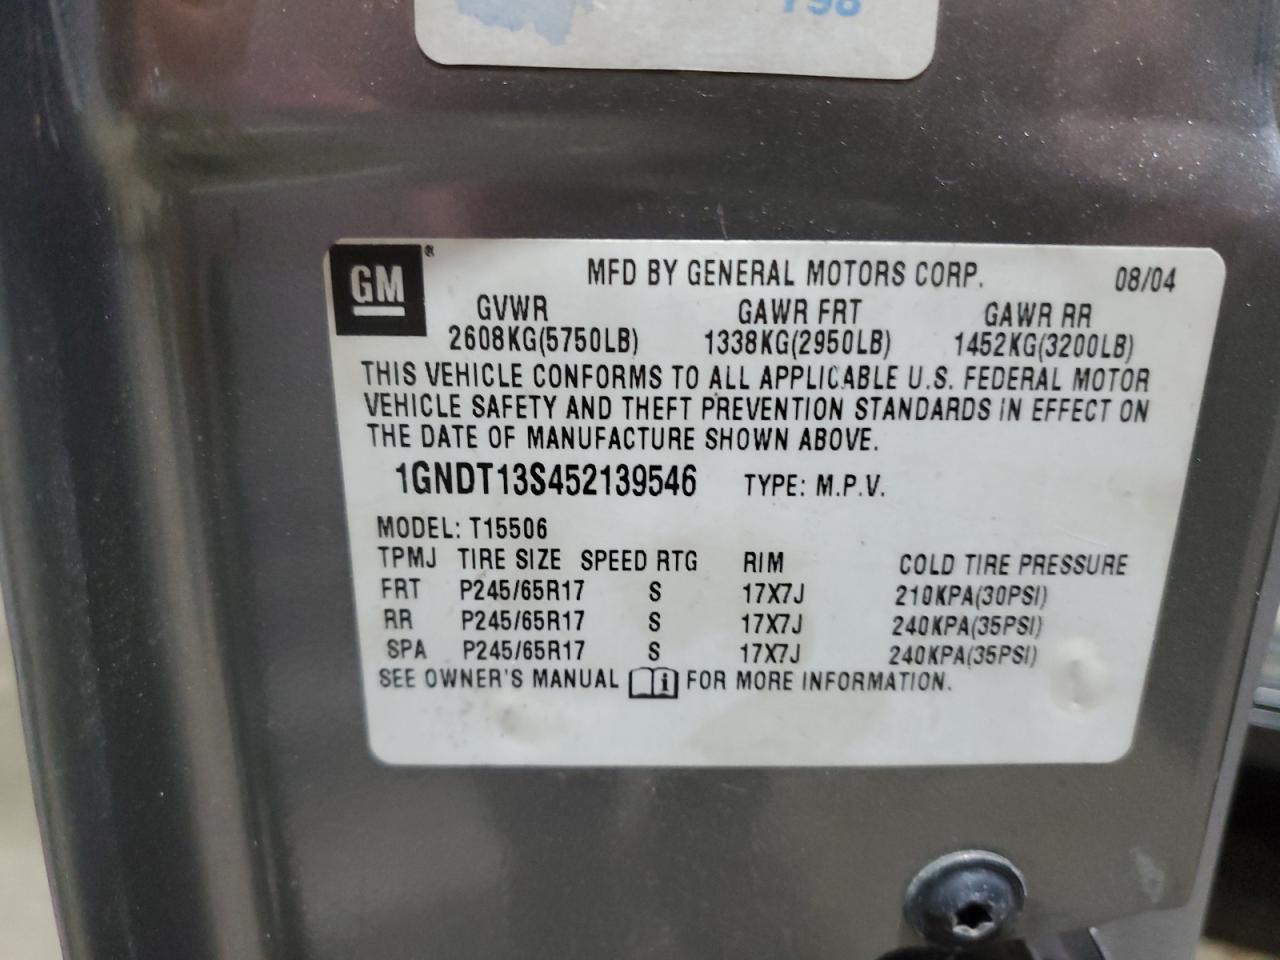 798
GM®
MFD BY GENERAL MOTORS CORP. 08/04
GVWR GAWR FRT GAWR RR
2608KG(5750LB) 1338KG(2950LB) 1452KG(3200LB)
THIS VEHICLE CONFORMS TO ALL APPLICABLE U.S. FEDERAL MOTOR
VEHICLE SAFETY AND THEFT PREVENTION STANDARDS IN EFFECT ON
THE DATE OF MANUFACTURE SHOWN ABOVE.
1GNDT13S452139546 TYPE: M.P.V.
MODEL: T15506
TPMJ TIRE SIZE SPEED RTG RIM COLD TIRE PRESSURE
FRT P245/65R17 S 17X7J 210KPA(30PSI)
RR P245/65R17 S 17X7J 240KPA(35PSI)
SPA P245/65R17 S 17X7J 240KPA(35PSI)
SEE OWNER'S MANUAL i FOR MORE INFORMATION.